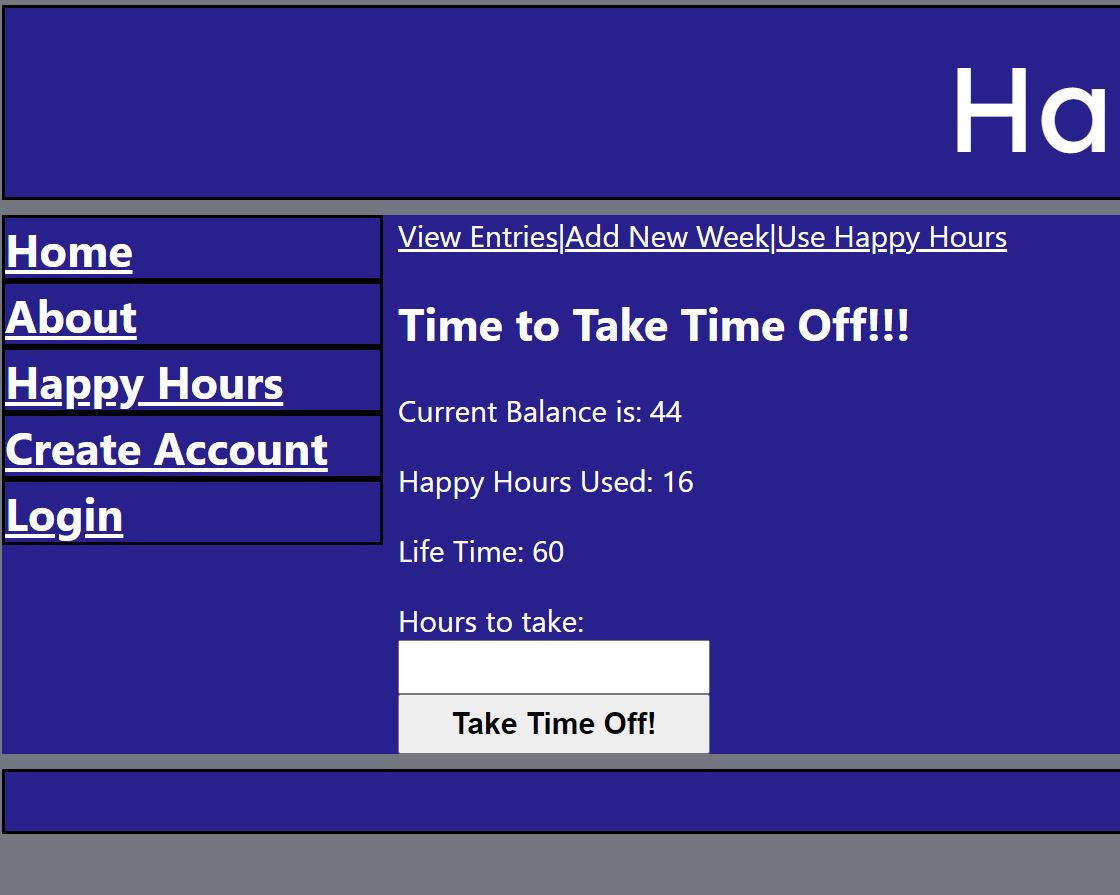 Ha
Home
About
Happy Hours
Create Account
Login
View Entries|Add New Week|Use Happy Hours
Time to Take Time Off!!!
Current Balance is: 44
Happy Hours Used: 16
Life Time: 60
Hours to take:
Take Time Off!